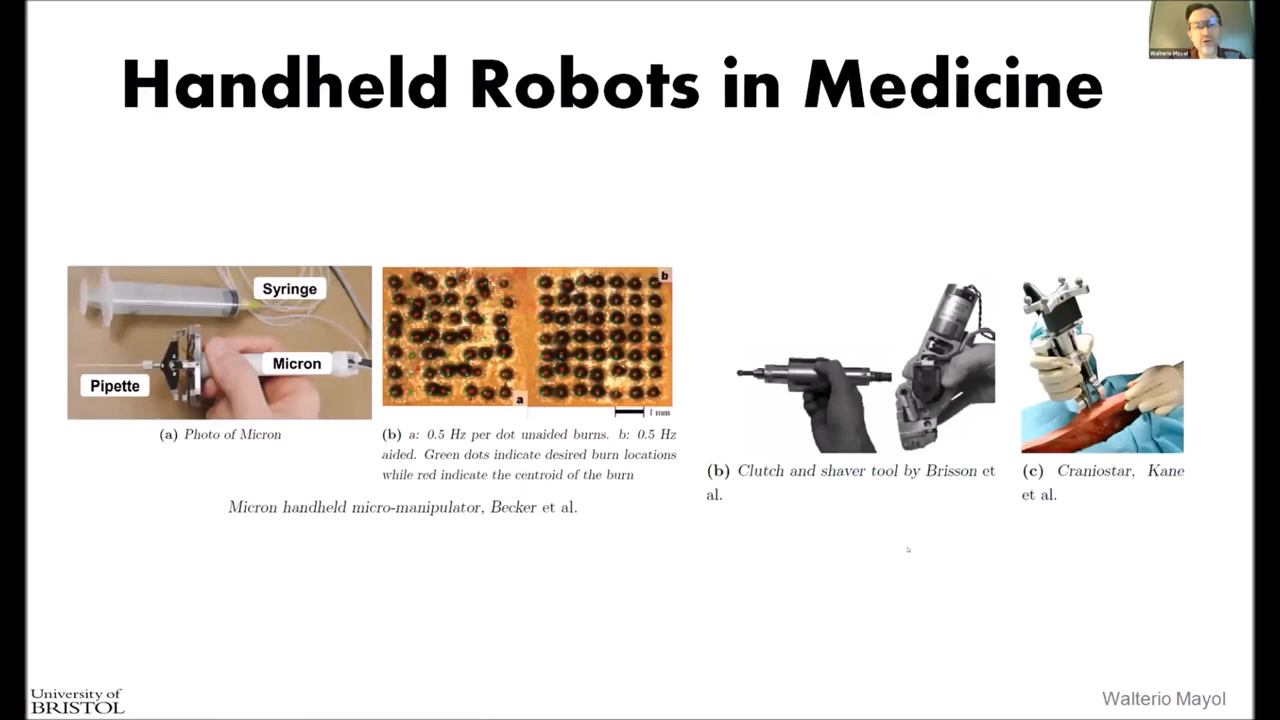 Walterio Mayol
Handheld Robots in Medicine
Syringe
Micron
Pipette
b
a
1 mm
(a) Photo of Micron
(b) a: 0.5 Hz per dot unaided burns. b: 0.5 Hz
aided. Green dots indicate desired burn locations
while red indicate the centroid of the burn
Micron handheld micro-manipulator, Becker et al.
(b) Clutch and shaver tool by Brisson et
al.
(c) Craniostar, Kane
et al.
University of
BRISTOL
Walterio Mayol